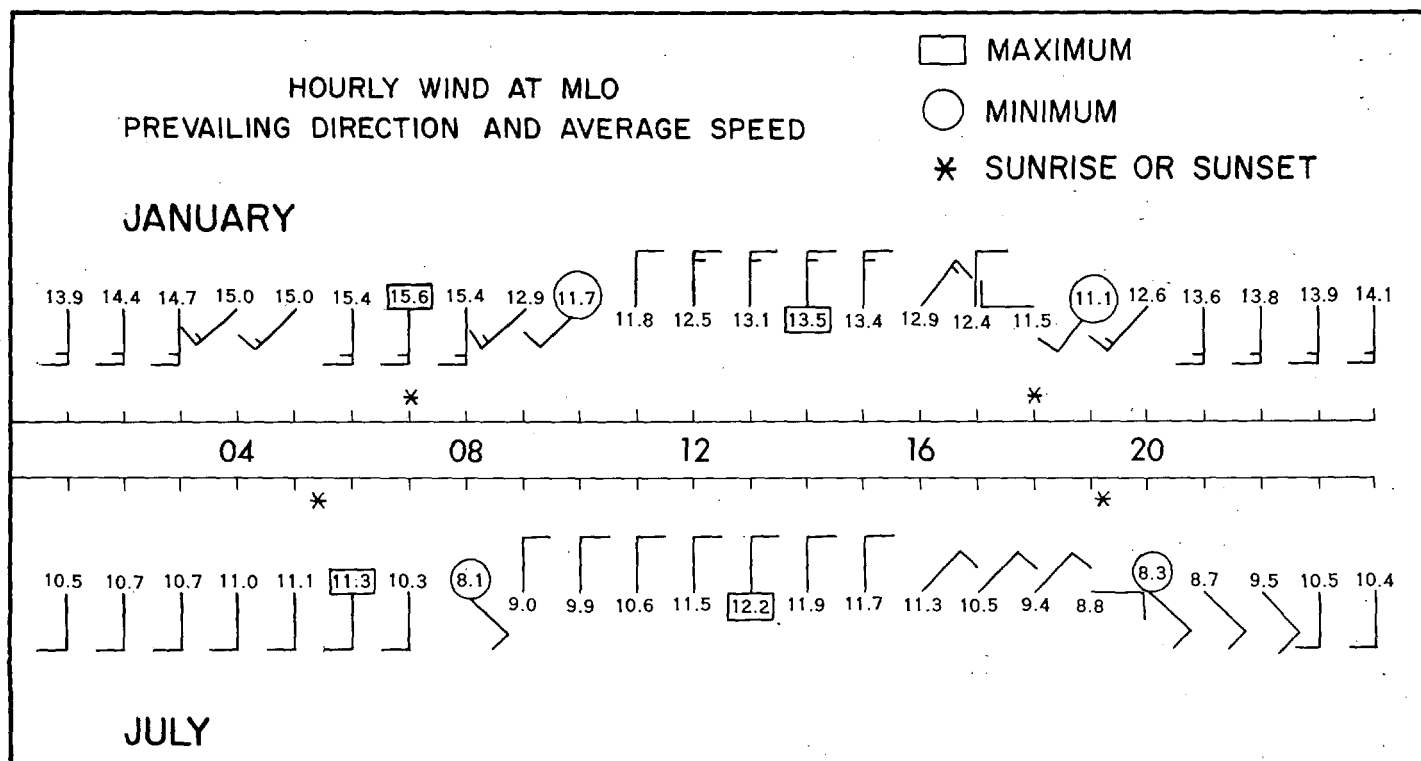 HOURLY WIND AT MLO
PREVAILING DIRECTION AND AVERAGE SPEED
MAXIMUM
MINIMUM
* SUNRISE OR SUNSET
JANUARY
13.9 14.4 14.7 15.0 15.0 15.4 15.6 15.4 12.9 11.7 11.8 12.5 13.1 13.5 13.4 12.9 12.4 11.5 11.1 12.6 13.6 13.8 13.9 14.1
* *
04 08 12 16 20
* *
10.5 10.7 10.7 11.0 11.1 11.3 10.3 8.1 9.0 9.9 10.6 11.5 12.2 11.9 11.7 11.3 10.5 9.4 8.8 8.3 8.7 9.5 10.5 10.4
JULY